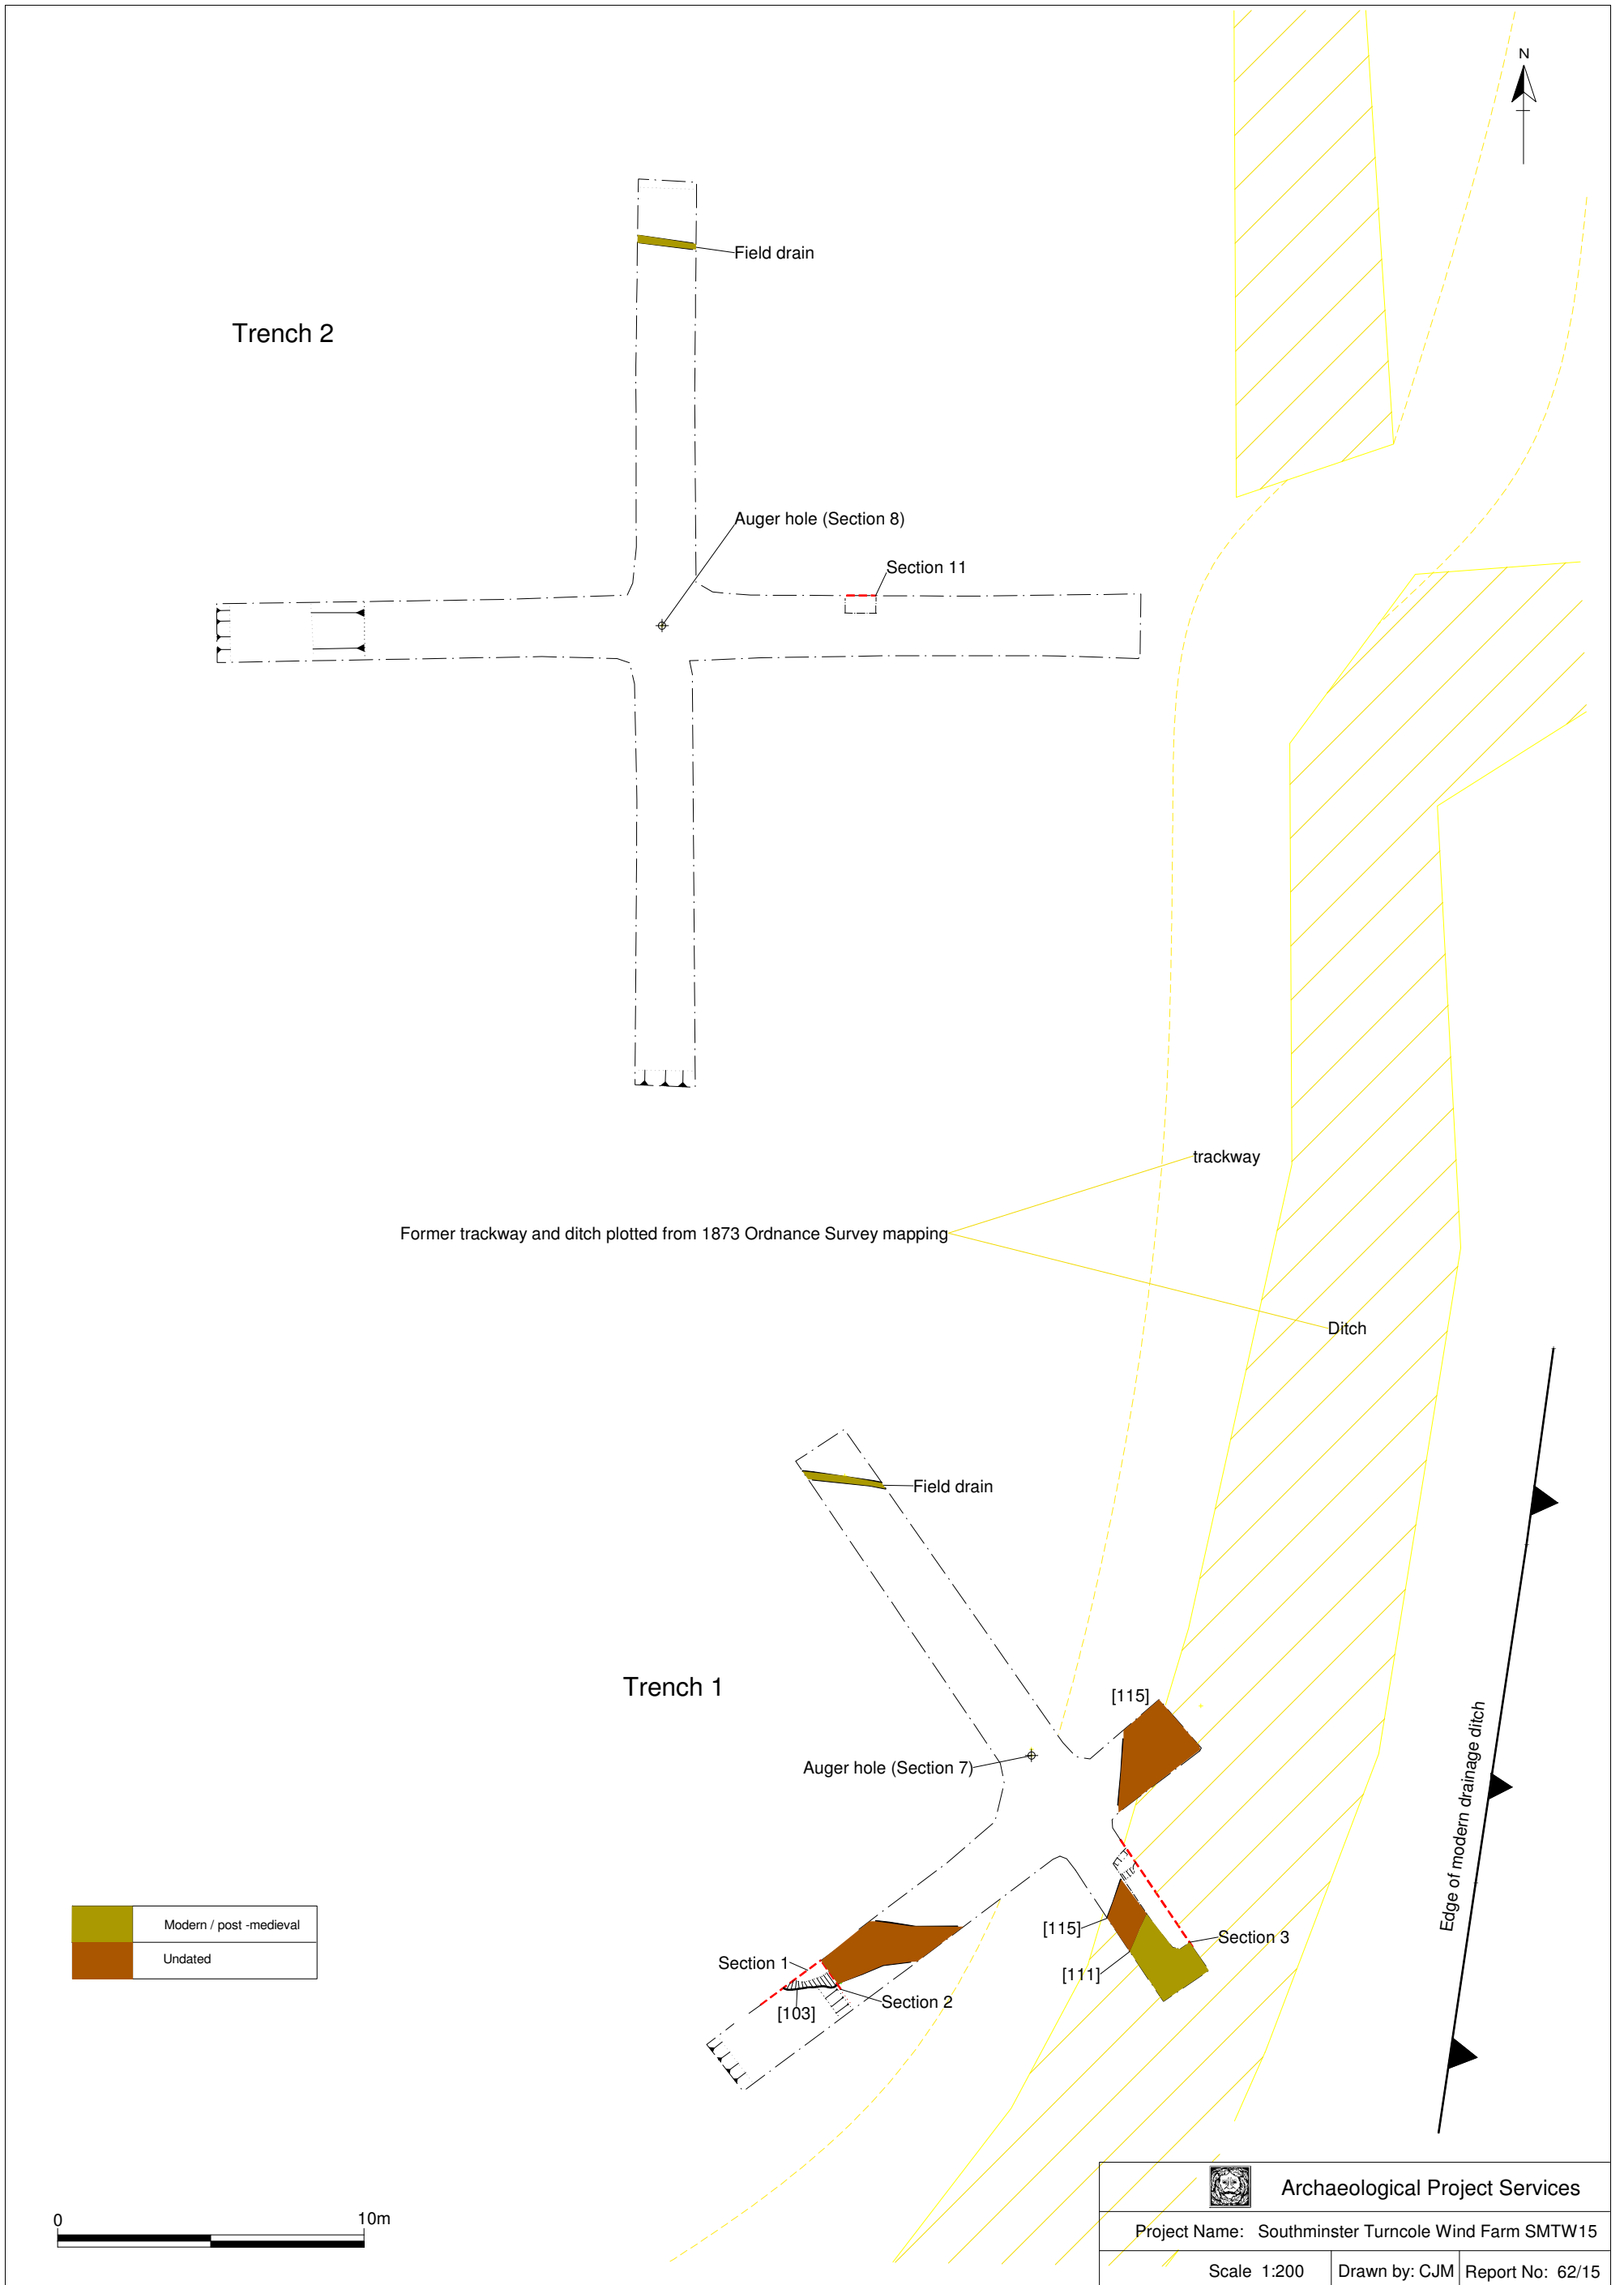 N
Field drain
Trench 2
Auger hole (Section 8)
Section 11
trackway
Former trackway and ditch plotted from 1873 Ordnance Survey mapping
Ditch
Field drain
Trench 1
[115]
Auger hole (Section 7)
Edge of modern drainage ditch
Modern / post -medieval
Undated
[115]
Section 3
Section 1
[111]
Section 2
[103]
0 10m
Archaeological Project Services
Project Name: Southminster Turncole Wind Farm SMTW15
Scale 1:200 Drawn by: CJM Report No: 62/15